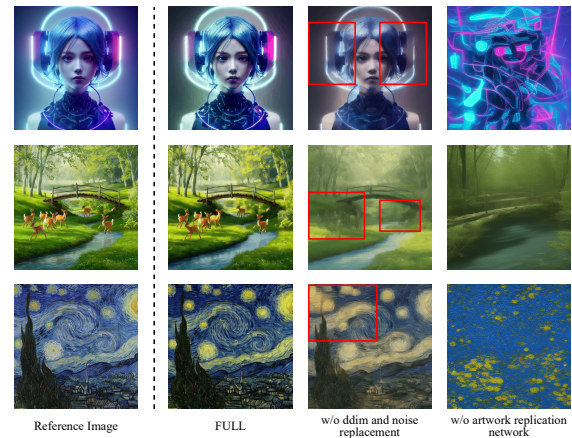 Reference Image
FULL
w/o ddim and noise
replacement
w/o artwork replication
network